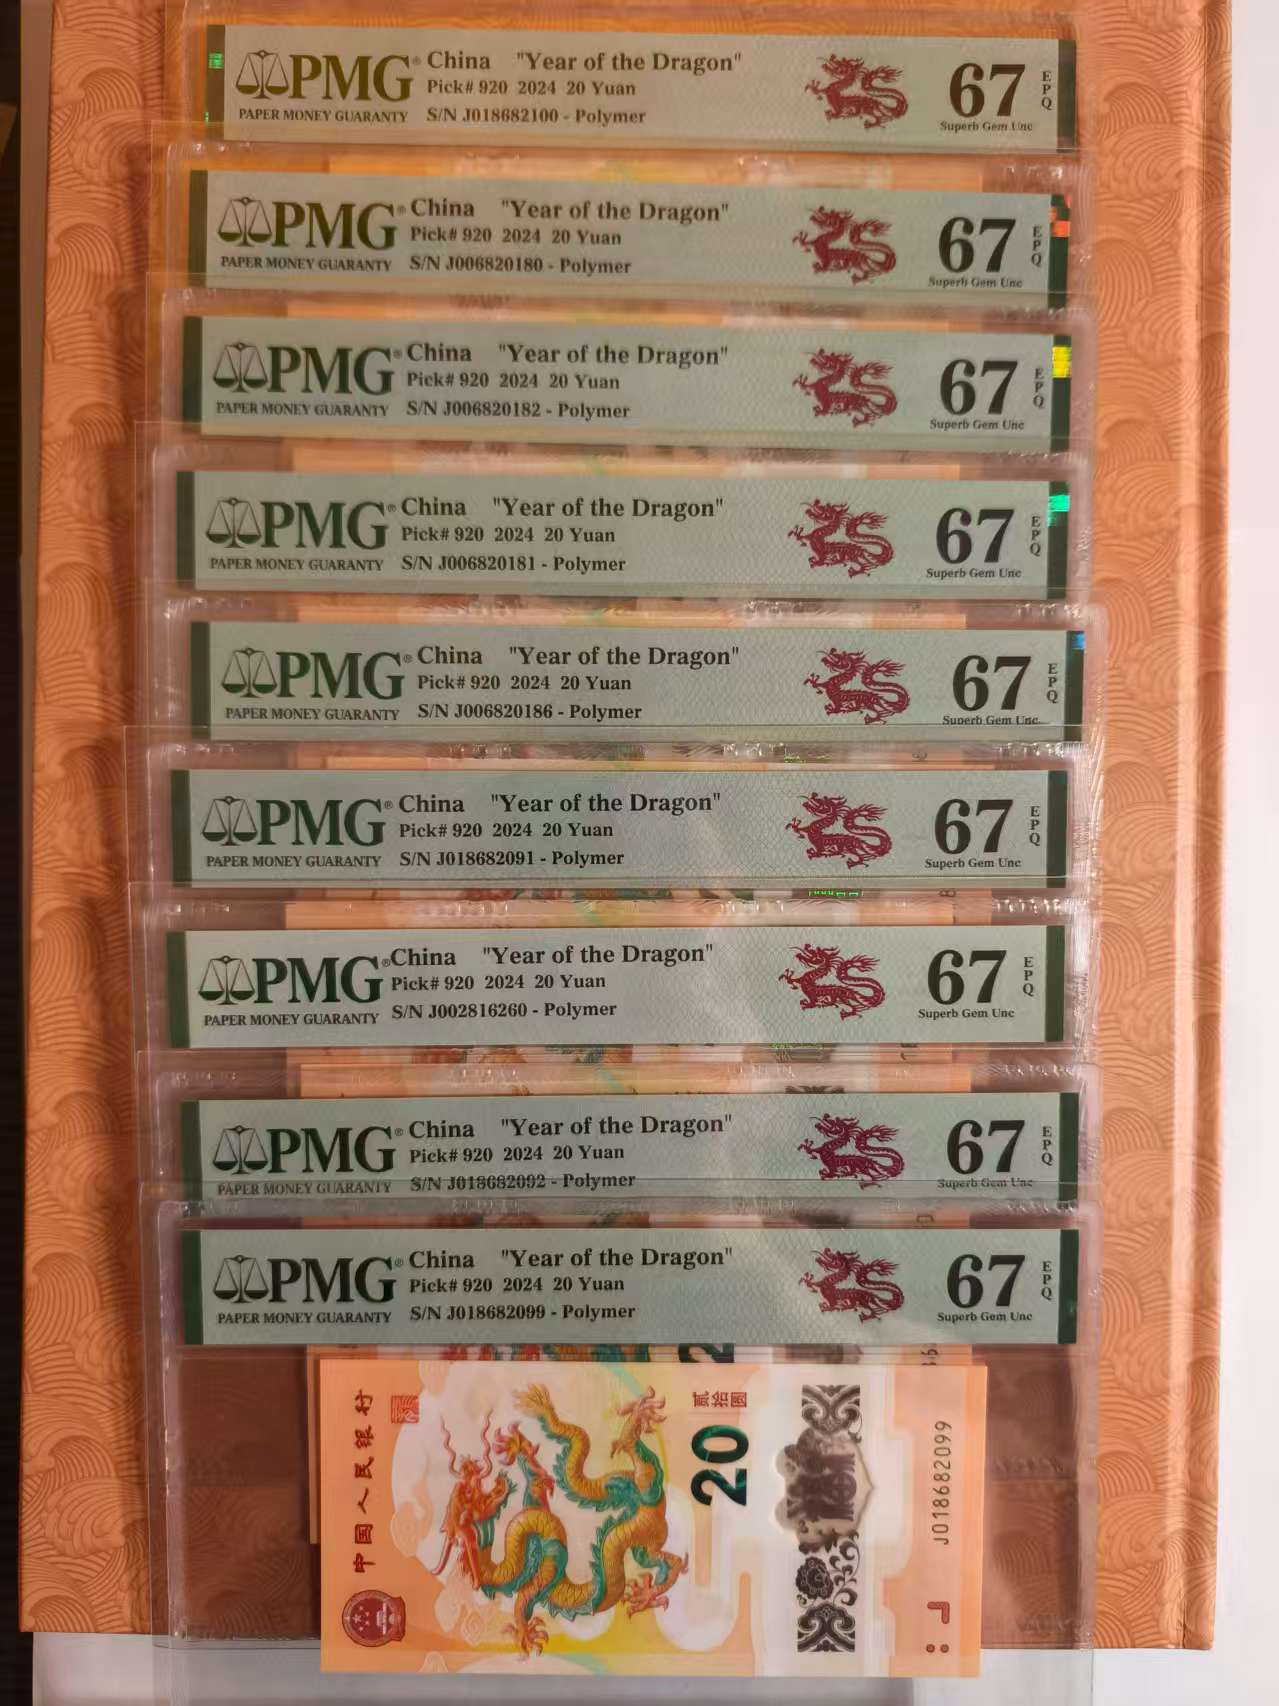 PMG® China "Year of the Dragon" 67 EPQ
Pick# 920 2024 20 Yuan
PAPER MONEY GUARANTY S/N J018682100 - Polymer Superb Gem Unc
PMG® China "Year of the Dragon" 67 EPQ
Pick# 920 2024 20 Yuan
PAPER MONEY GUARANTY S/N J006820180 - Polymer Superb Gem Unc
PMG® China "Year of the Dragon" 67 EPQ
Pick# 920 2024 20 Yuan
PAPER MONEY GUARANTY S/N J006820182 - Polymer Superb Gem Unc
PMG® China "Year of the Dragon" 67 EPQ
Pick# 920 2024 20 Yuan
PAPER MONEY GUARANTY S/N J006820181 - Polymer Superb Gem Unc
PMG® China "Year of the Dragon" 67 EPQ
Pick# 920 2024 20 Yuan
PAPER MONEY GUARANTY S/N J006820186 - Polymer Superb Gem Unc
PMG® China "Year of the Dragon" 67 EPQ
Pick# 920 2024 20 Yuan
PAPER MONEY GUARANTY S/N J018682091 - Polymer Superb Gem Unc
PMG® China "Year of the Dragon" 67 EPQ
Pick# 920 2024 20 Yuan
PAPER MONEY GUARANTY S/N J002816260 - Polymer Superb Gem Unc
PMG® China "Year of the Dragon" 67 EPQ
Pick# 920 2024 20 Yuan
PAPER MONEY GUARANTY S/N J018682092 - Polymer Superb Gem Unc
PMG® China "Year of the Dragon" 67 EPQ
Pick# 920 2024 20 Yuan
PAPER MONEY GUARANTY S/N J018682099 - Polymer Superb Gem Unc
中国人民银行
贰拾圆
20
J018682099